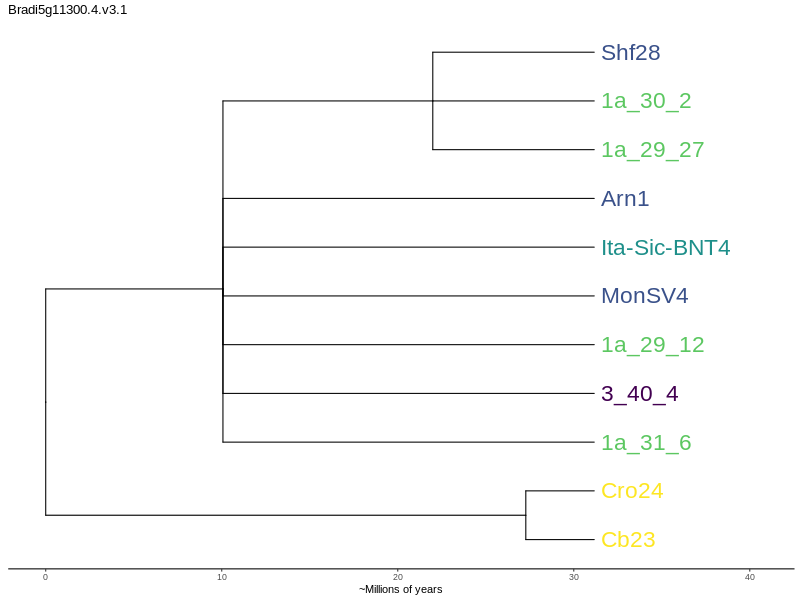 Bradi5g11300.4.v3.1
Shf28
1a_30_2
1a_29_27
Arn1
Ita-Sic-BNT4
MonSV4
1a_29_12
3_40_4
1a_31_6
Cro24
Cb23
0 10 20 30 40
~Millions of years